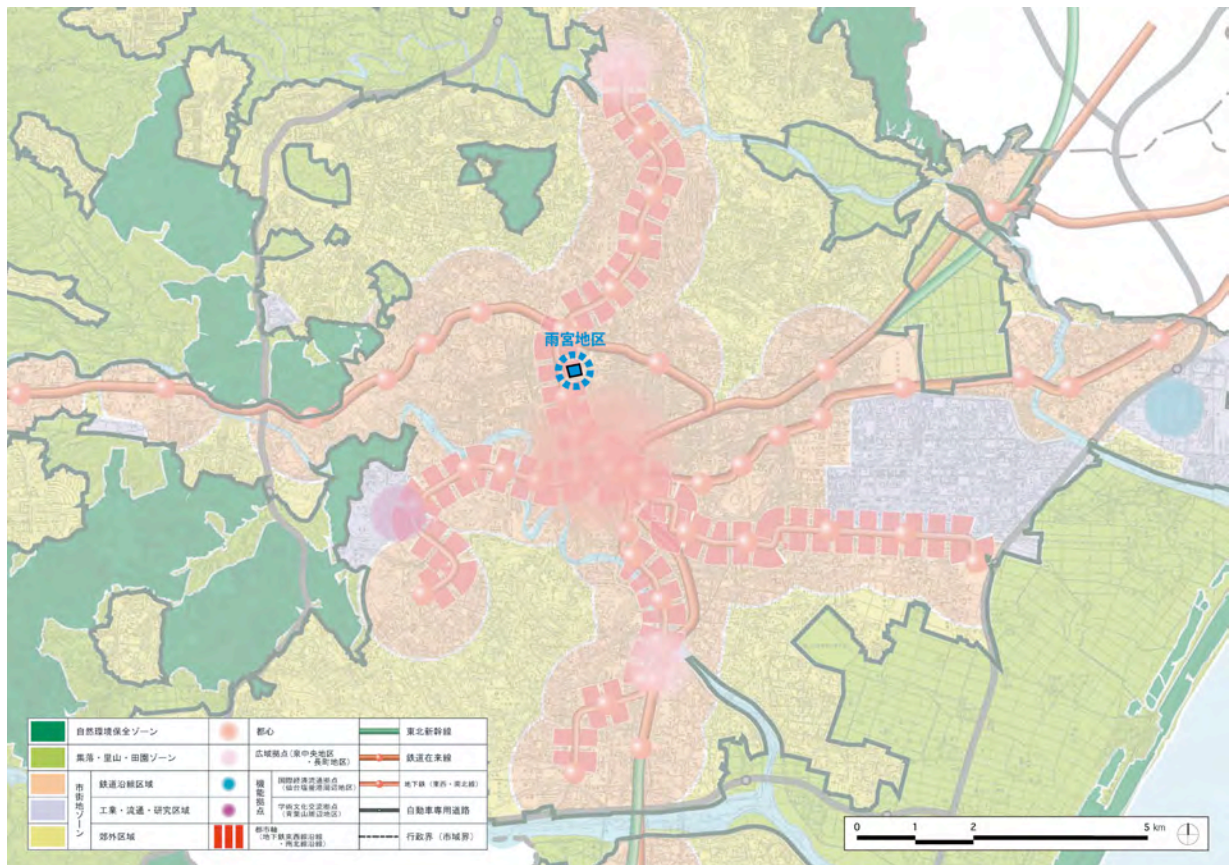 雨宮地区
自然環境保全ゾーン
都心
東北新幹線
集落・里山・田園ゾーン
広域拠点(泉中央地区
・長町地区)
鉄道在来線
市街地ゾーン
鉄道沿線区域
機能拠点
国際経済流通拠点
(仙台塩釜港周辺地区)
地下鉄(東西・南北線)
工業・流通・研究区域
学術文化交流拠点
(青葉山周辺地区)
自動車専用道路
郊外区域
都市軸
(地下鉄東西線沿線
・南北線沿線)
行政界(市域界)
0 1 2 5 km